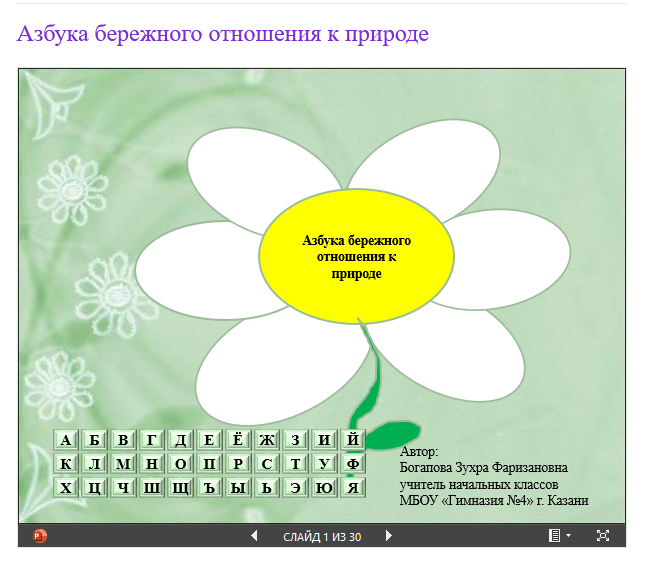 Азбука бережного отношения к природе
Азбука бережного
отношения к
природе
А Б В Г Д Е Ё Ж З И Й
К Л М Н О П Р С Т У Ф
Х Ц Ч Ш Щ Ъ Ы Ь Э Ю Я
Автор:
Богапова Зухра Фаризановна
учитель начальных классов
МБОУ «Гимназия №4» г. Казани
СЛАЙД 1 ИЗ 30